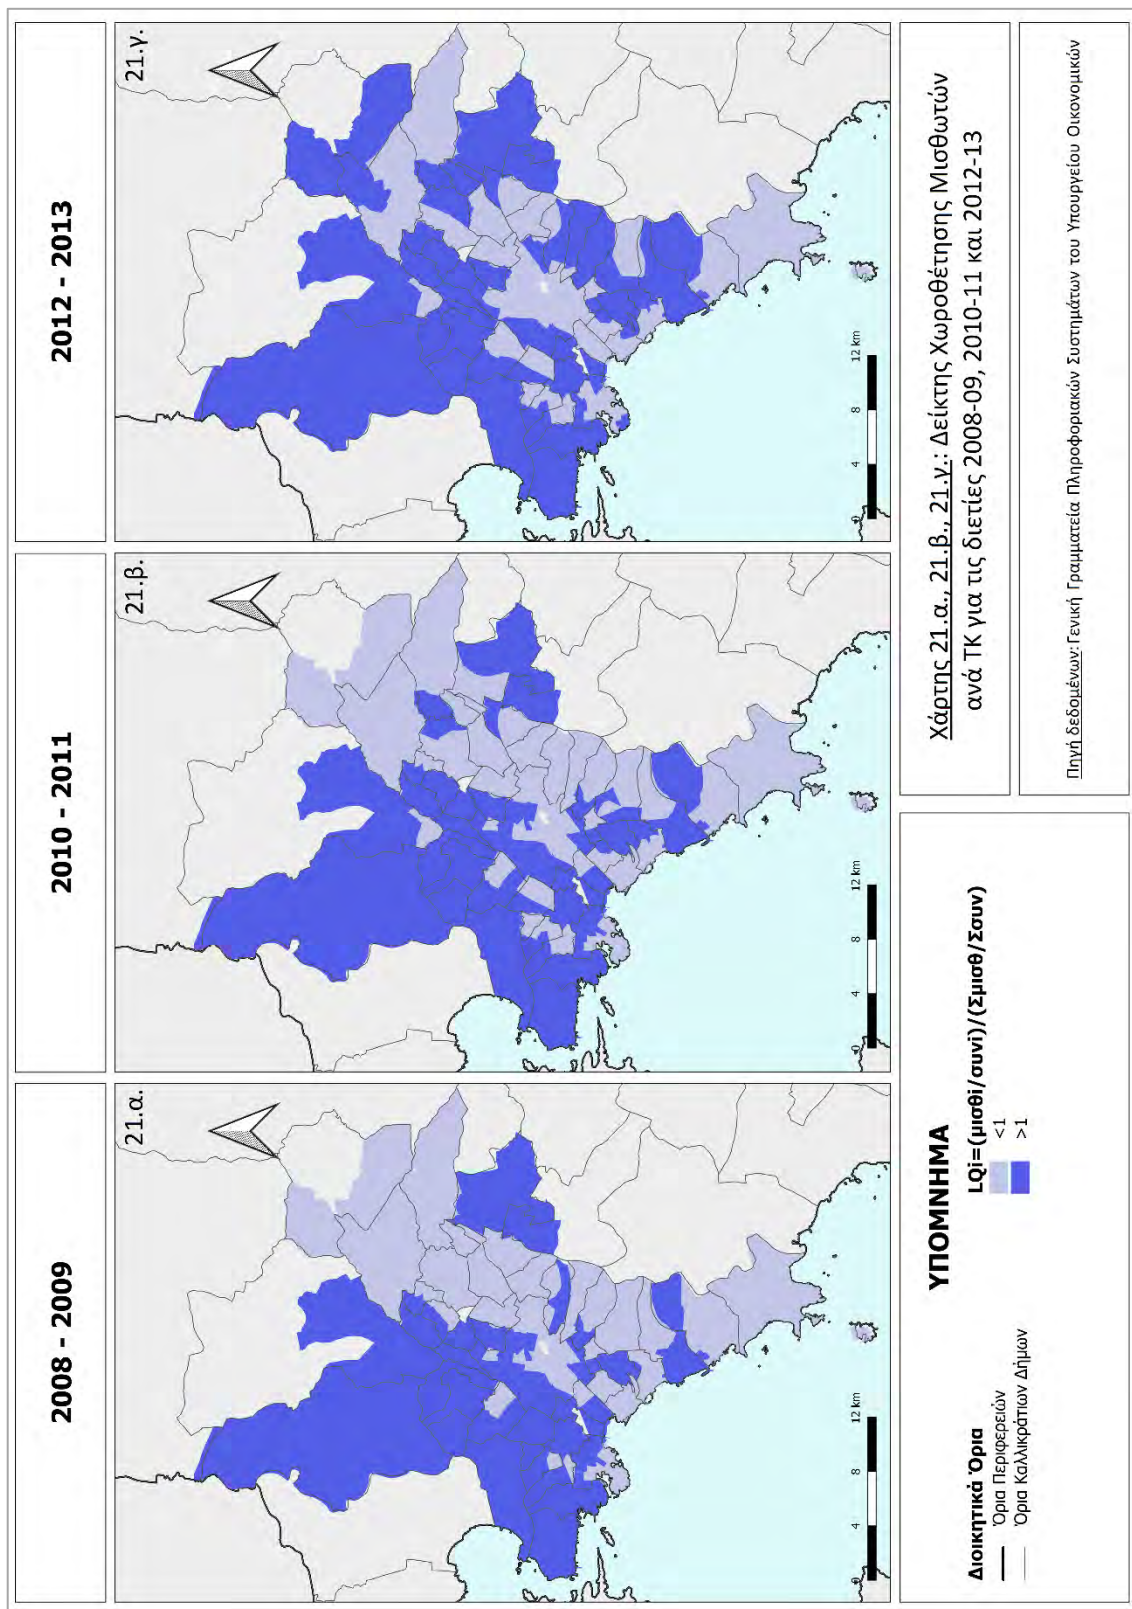 2008 - 2009
2010 - 2011
2012 - 2013
21.α.
0 4 8 12 km
21.β.
0 4 8 12 km
21.γ.
0 4 8 12 km
ΥΠΟΜΝΗΜΑ
Διοικητικά Όρια
Όρια Περιφερειών
Όρια Καλλικράτιων Δήμων
LQi=(μισθi/συνi)/(Σμισθ/Σσυν)
<1
>1
Χάρτης 21.α., 21.β., 21.γ.: Δείκτης Χωροθέτησης Μισθωτών
ανά ΤΚ για τις διετίες 2008-09, 2010-11 και 2012-13
Πηγή δεδομένων: Γενική Γραμματεία Πληροφοριακών Συστημάτων του Υπουργείου Οικονομικών